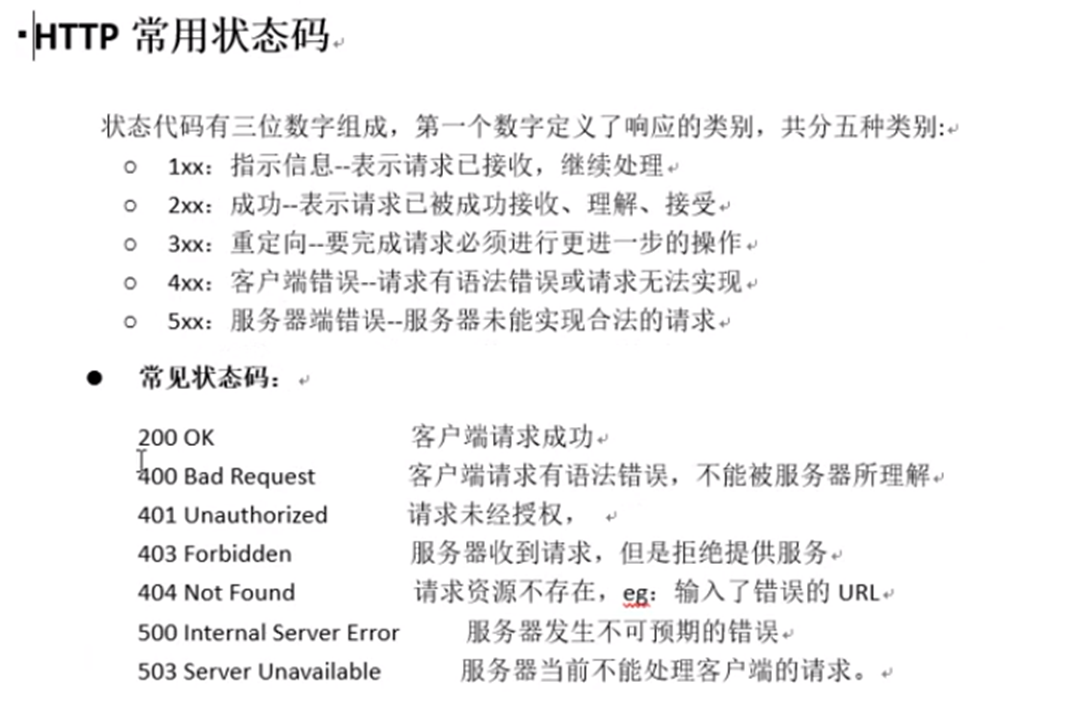 HTTP 常用状态码
状态代码有三位数字组成，第一个数字定义了响应的类别，共分五种类别:
1xx：指示信息--表示请求已接收，继续处理
2xx：成功--表示请求已被成功接收、理解、接受
3xx：重定向--要完成请求必须进行更进一步的操作
4xx：客户端错误--请求有语法错误或请求无法实现
5xx：服务器端错误--服务器未能实现合法的请求
常见状态码：
200 OK 客户端请求成功
400 Bad Request 客户端请求有语法错误，不能被服务器所理解
401 Unauthorized 请求未经授权，
403 Forbidden 服务器收到请求，但是拒绝提供服务
404 Not Found 请求资源不存在，eg：输入了错误的 URL
500 Internal Server Error 服务器发生不可预期的错误
503 Server Unavailable 服务器当前不能处理客户端的请求。